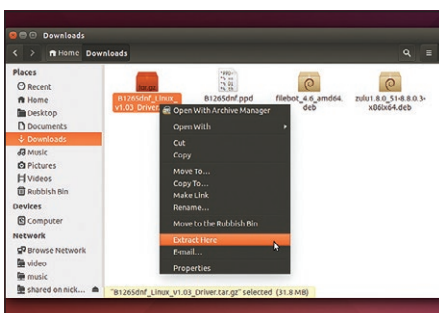 Downloads
Home Downloads
Places
Recent
Home
Desktop
Documents
Downloads
Music
Pictures
Videos
Rubbish Bin
Devices
Computer
Network
Browse Network
video
music
shared on nick...
tar.gz
B1265dnf_Linux_
v1.03_Driver.
B1265dnf.ppd
filebot_4.6_amd64.
deb
zulu1.8.0_51-8.8.0.3-
x86lx64.deb
Open With Archive Manager
Open With
Cut
Copy
Move To...
Copy To...
Make Link
Rename...
Move to the Rubbish Bin
Extract Here
E-mail...
Properties
"B1265dnf_Linux_v1.03_Driver.tar.gz" selected (31.8 MB)